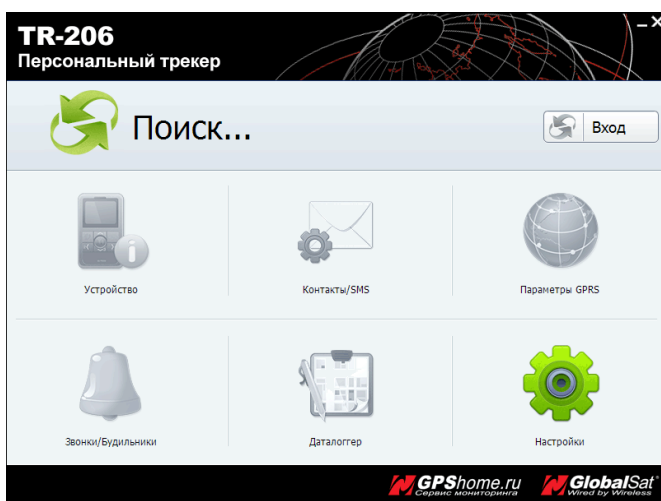 TR-206
Персональный трекер
Поиск...
Вход
Устройство
Контакты/SMS
Параметры GPRS
Звонки/Будильники
Даталоггер
Настройки
GPShome.ru
Сервис мониторинга
GlobalSat
Wired by Wireless